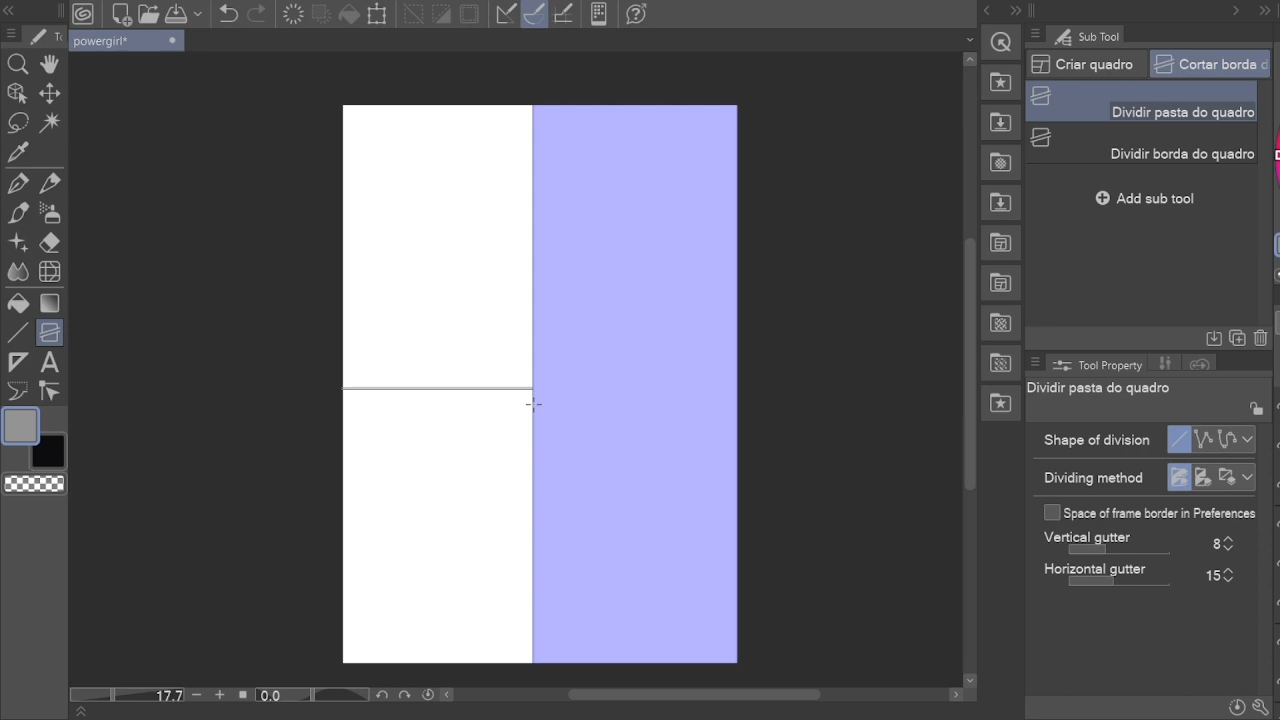 To
powergirl*
Sub Tool
Criar quadro
Cortar borda d
Dividir pasta do quadro
Dividir borda do quadro
Add sub tool
Tool Property
Dividir pasta do quadro
Shape of division
Dividing method
Space of frame border in Preferences
Vertical gutter 8
Horizontal gutter 15
17.7
0.0